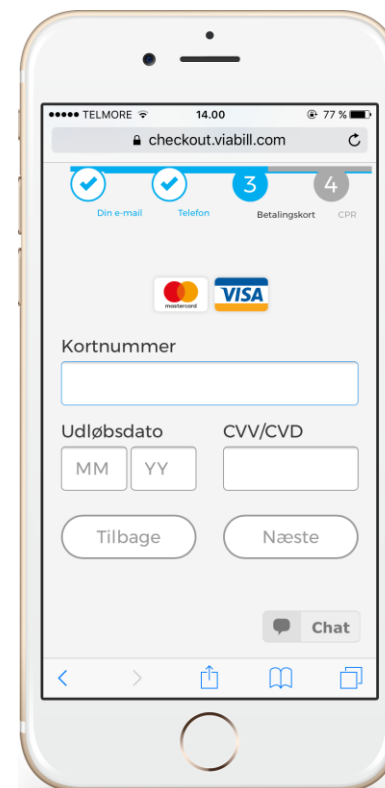 TELMORE 14.00 77 %
checkout.viabill.com
3 4
Din e-mail Telefon Betalingskort CPR
mastercard VISA
Kortnummer
Udløbsdato CVV/CVD
MM YY
Tilbage Næste
Chat